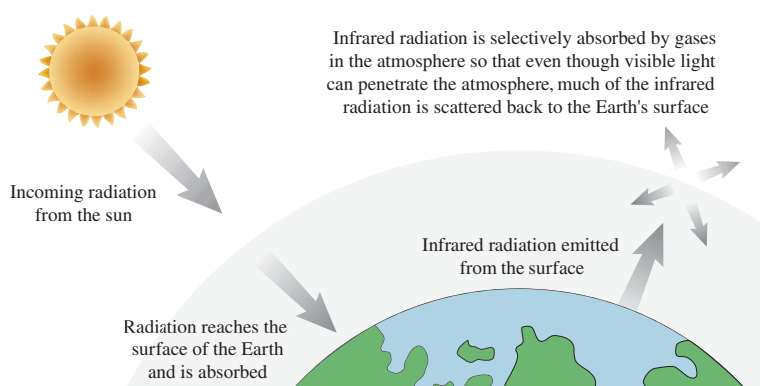 Infrared radiation is selectively absorbed by gases
in the atmosphere so that even though visible light
can penetrate the atmosphere, much of the infrared
radiation is scattered back to the Earth's surface
Incoming radiation
from the sun
Infrared radiation emitted
from the surface
Radiation reaches the
surface of the Earth
and is absorbed